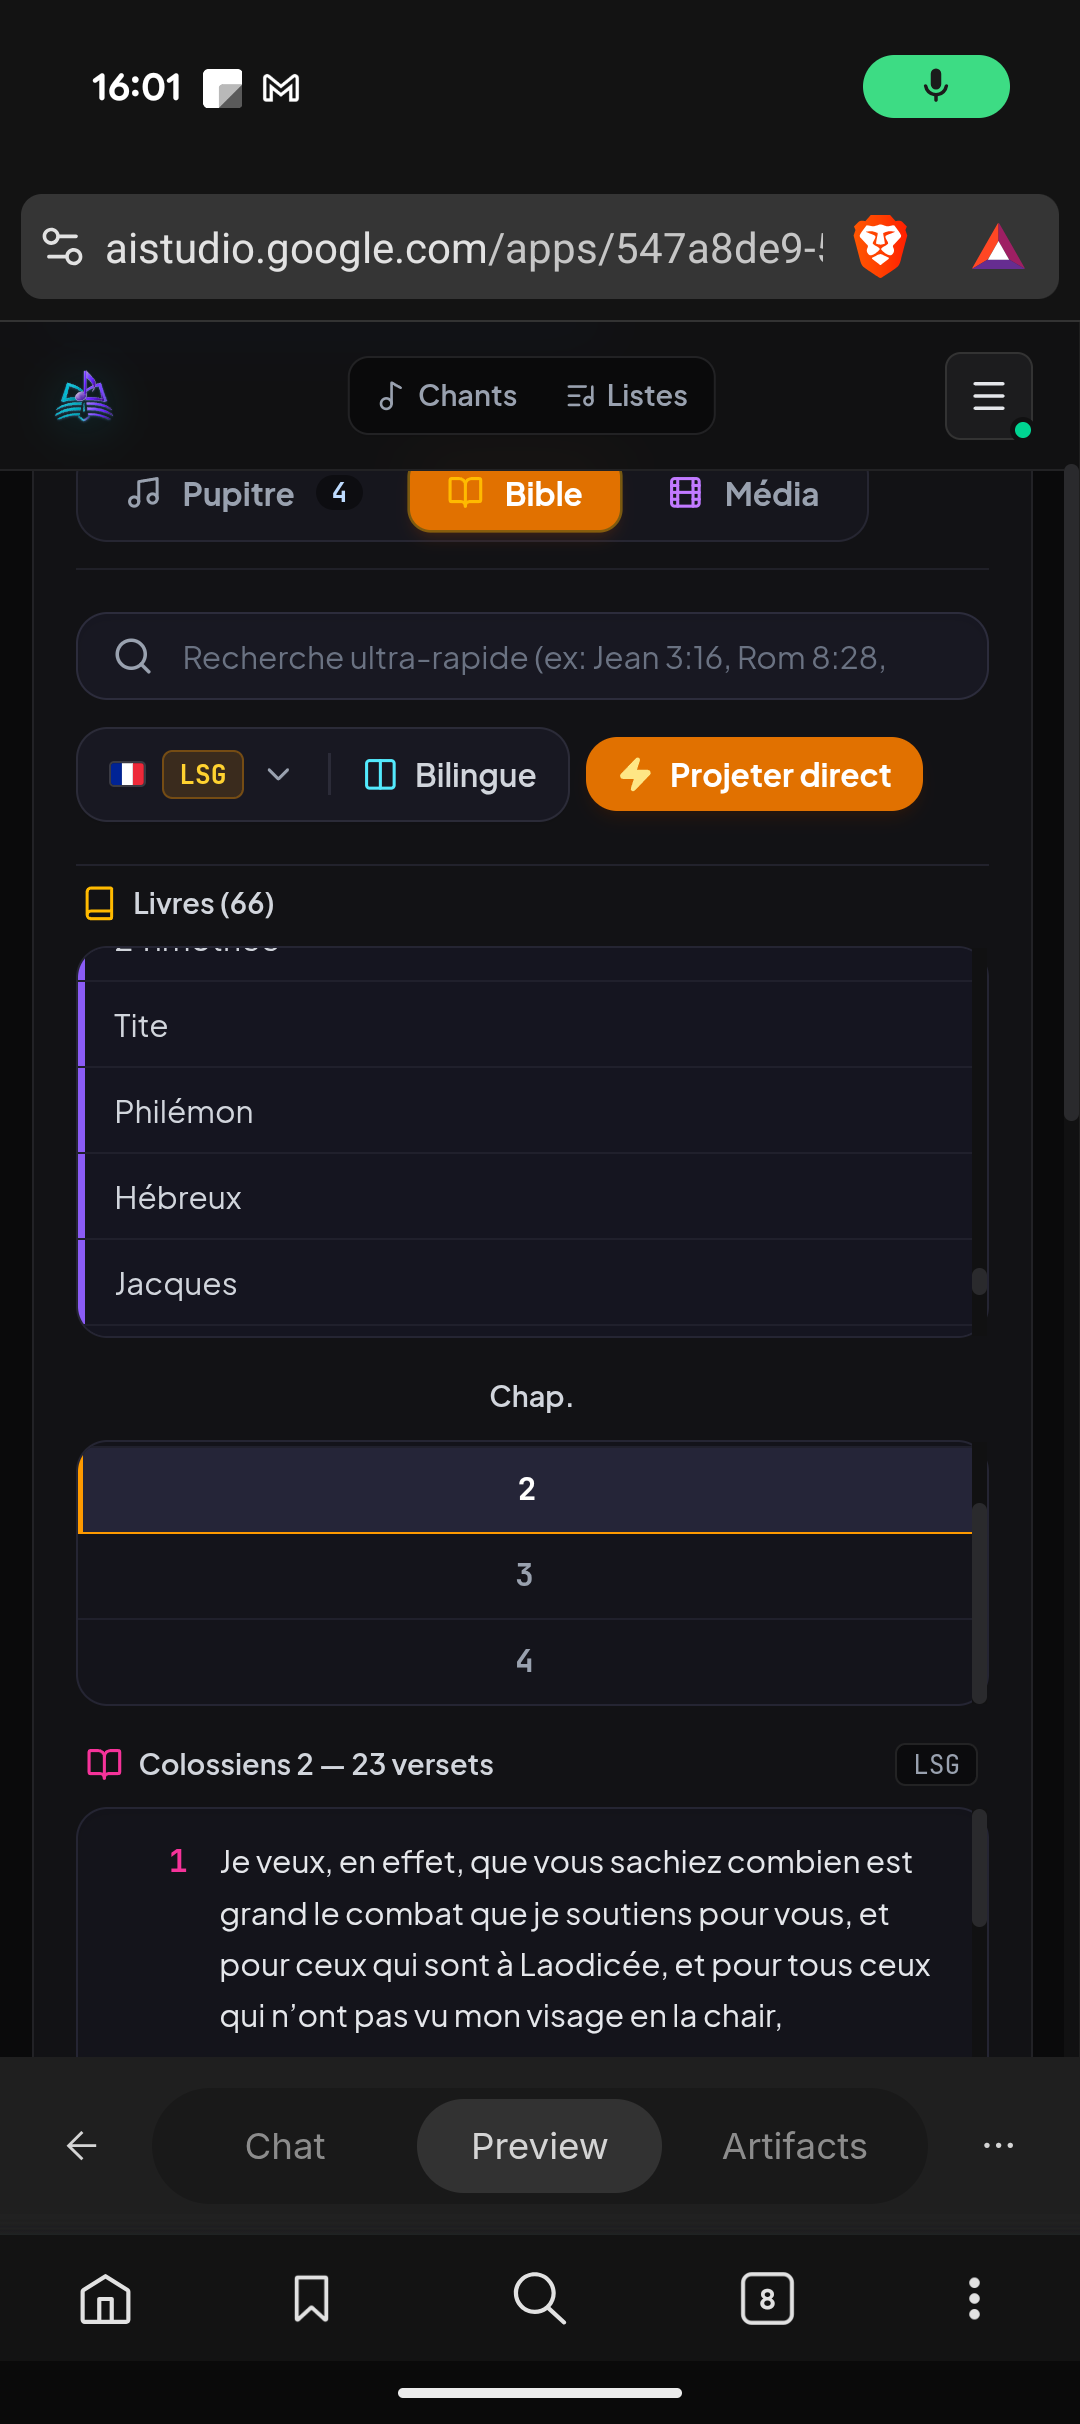 16:01
aistudio.google.com/apps/547a8de9-
Chants
Listes
Pupitre 4
Bible
Média
Recherche ultra-rapide (ex: Jean 3:16, Rom 8:28,
LSG
Bilingue
Projeter direct
Livres (66)
Tite
Philémon
Hébreux
Jacques
Chap.
2
3
4
Colossiens 2 — 23 versets
LSG
1 Je veux, en effet, que vous sachiez combien est
grand le combat que je soutiens pour vous, et
pour ceux qui sont à Laodicée, et pour tous ceux
qui n’ont pas vu mon visage en la chair,
Chat
Preview
Artifacts
8